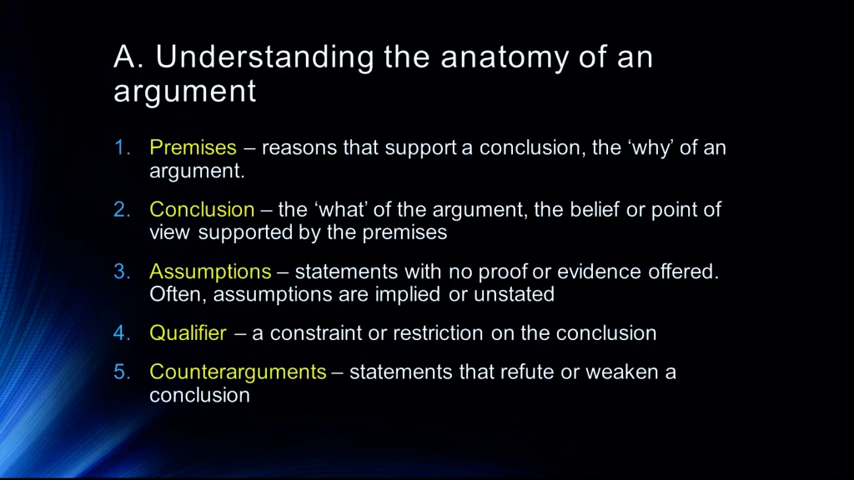 A. Understanding the anatomy of an
argument
1. Premises – reasons that support a conclusion, the ‘why’ of an
argument.
2. Conclusion – the ‘what’ of the argument, the belief or point of
view supported by the premises
3. Assumptions – statements with no proof or evidence offered.
Often, assumptions are implied or unstated
4. Qualifier – a constraint or restriction on the conclusion
5. Counterarguments – statements that refute or weaken a
conclusion